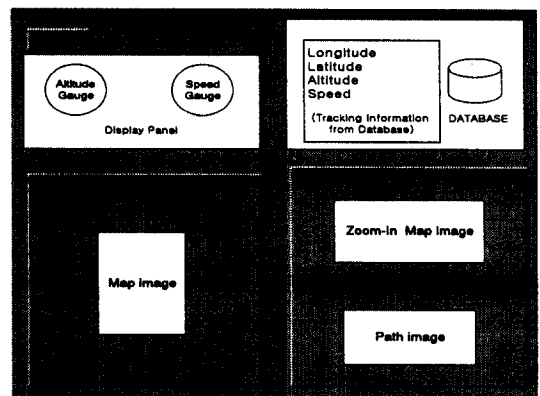 Altitude
Gauge
Speed
Gauge
Display Panel
Longitude
Latitude
Altitude
Speed
(Tracking Information
from Database)
DATABASE
Map Image
Zoom-In Map Image
Path image